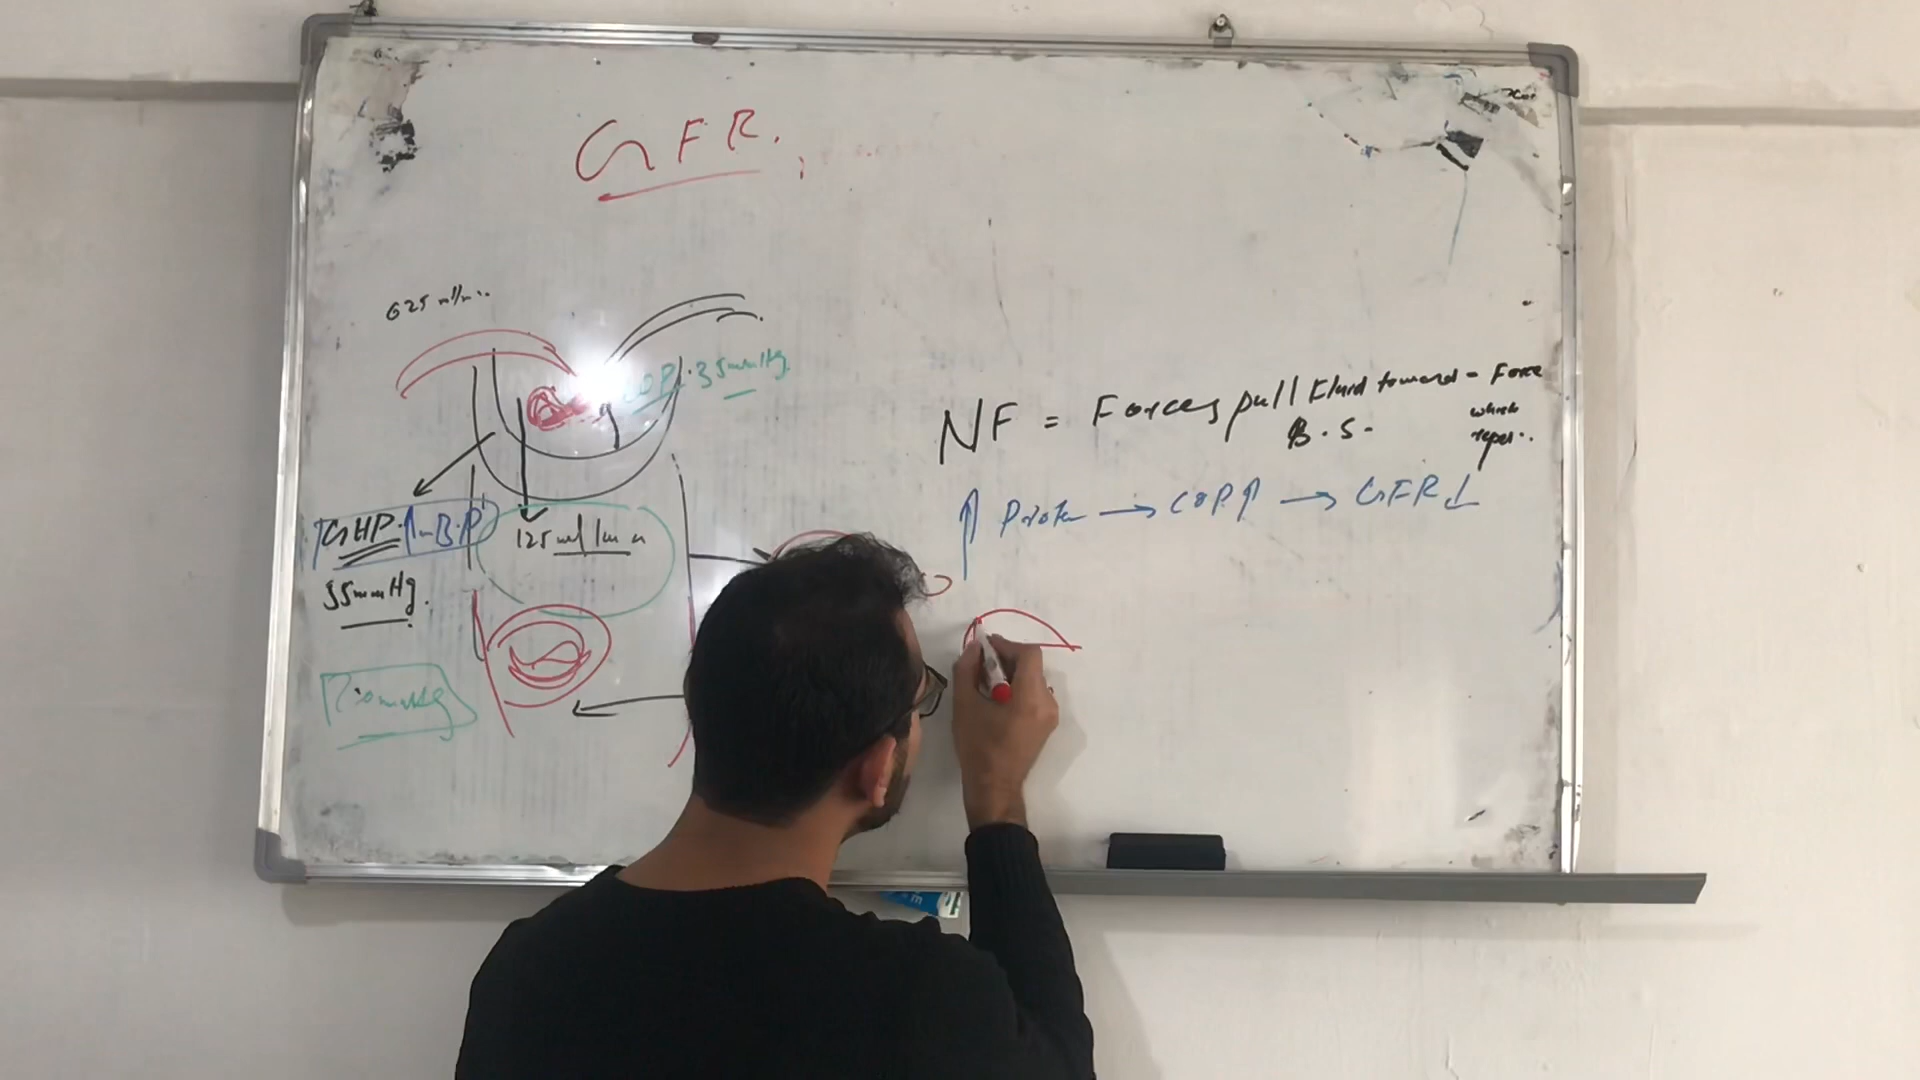 GFR.
625 ml/min.
COP. 35mmHg.
NF = Forces pull Fluid toward - Force
B.S.
which
repel..
↑ Protein → COP↑ → GFR↓
↑GHP. B.P
125 ml/min
55mmHg.